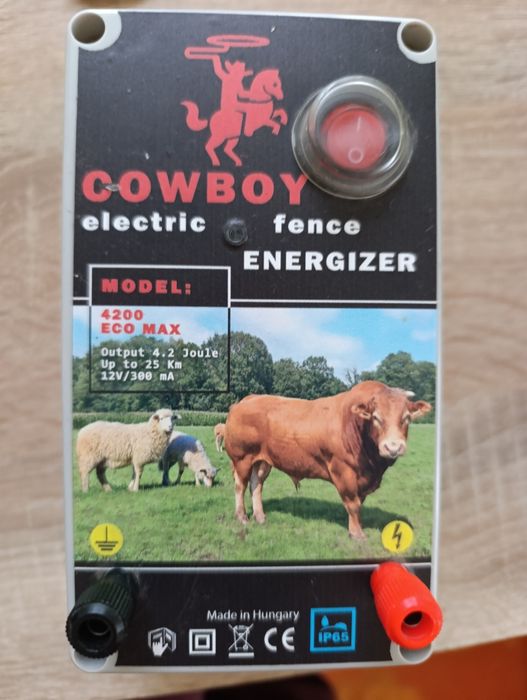 COWBOY
electric fence
ENERGIZER
MODEL:
4200
ECO MAX
Output 4.2 Joule
Up to 25 Km
12V/300 mA
Made in Hungary
CE
IP65